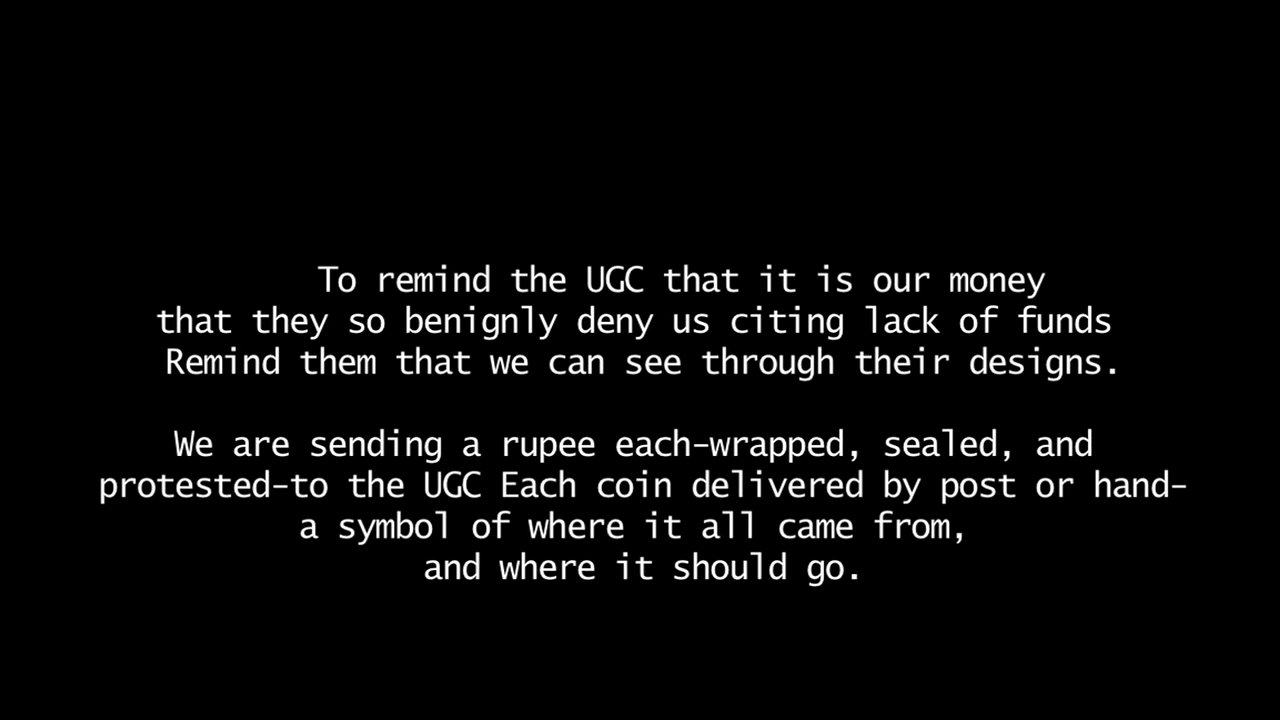 To remind the UGC that it is our money
that they so benignly deny us citing lack of funds
Remind them that we can see through their designs.
We are sending a rupee each-wrapped, sealed, and
protested-to the UGC Each coin delivered by post or hand-
a symbol of where it all came from,
and where it should go.